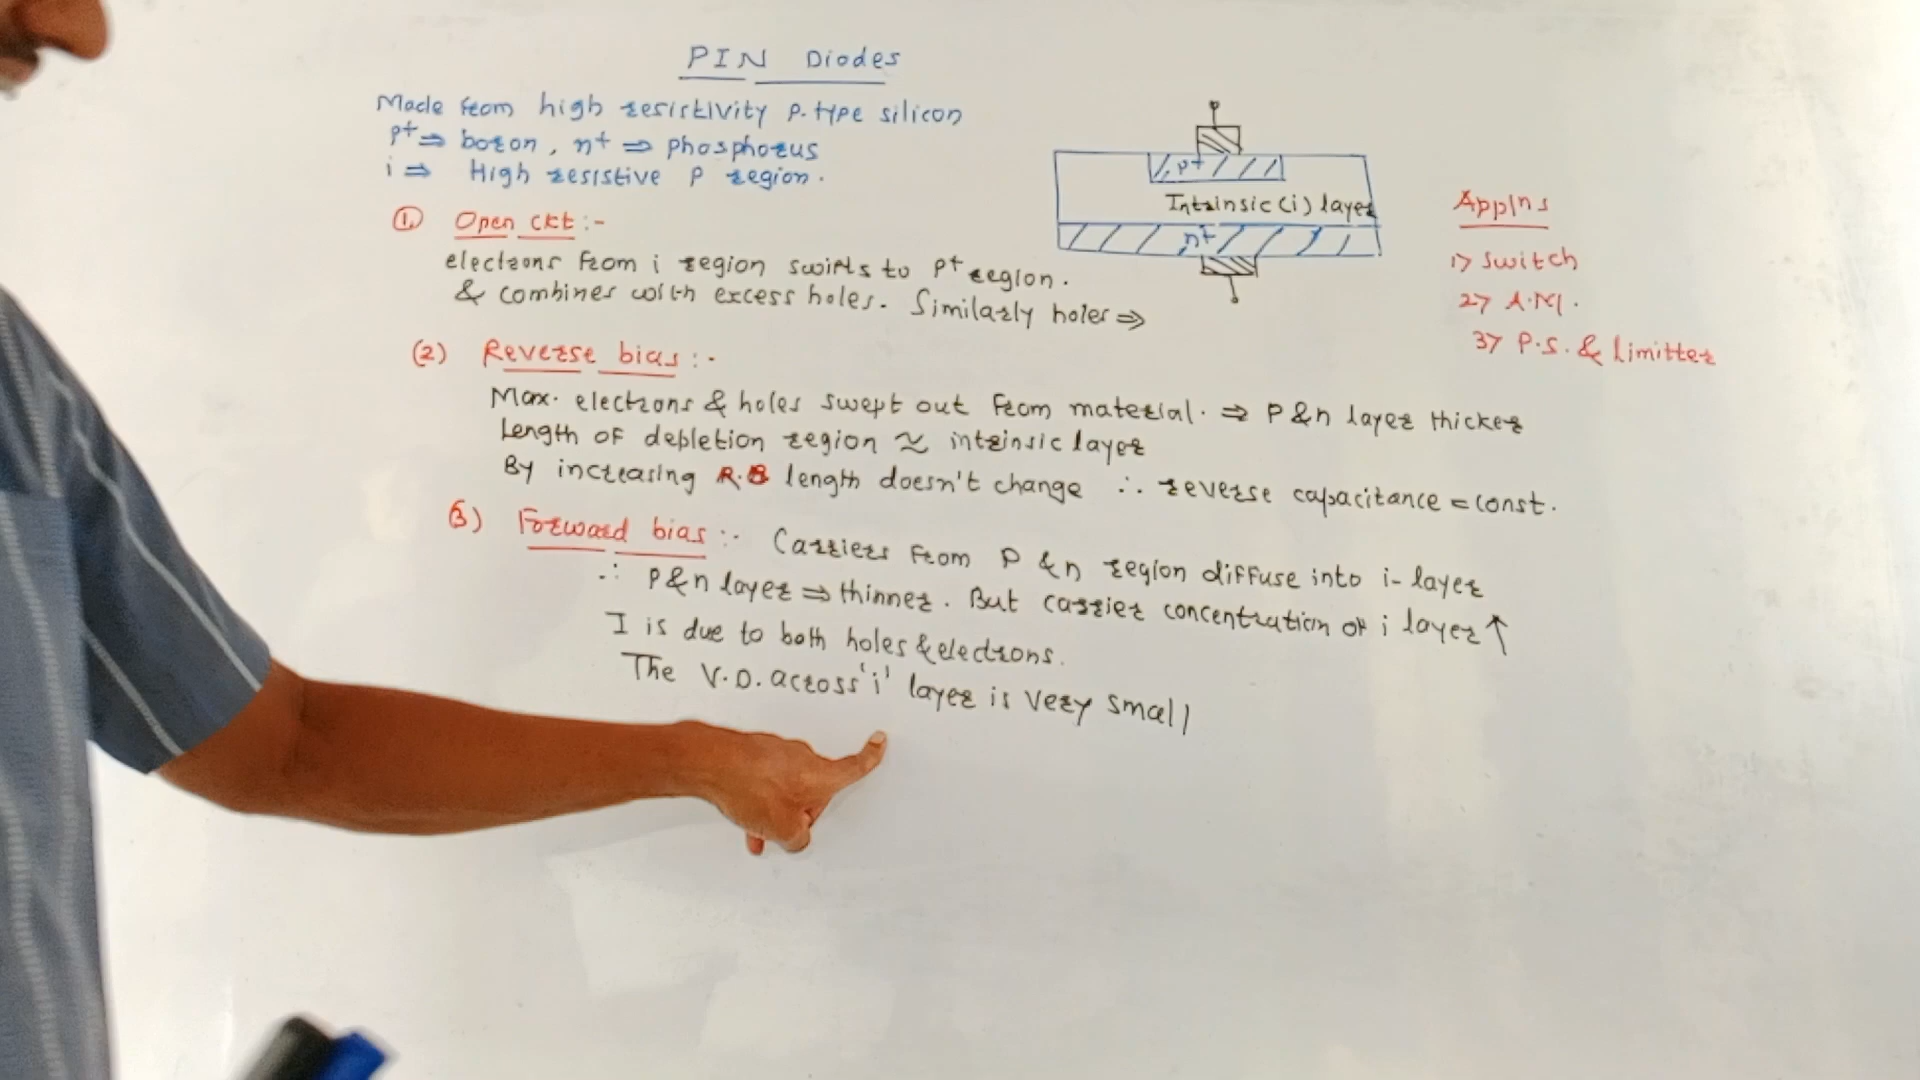 PIN Diodes
Made from high resistivity p-type silicon
p+ ⇒ boron, n+ ⇒ phosphorus
i ⇒ High resistive p region.
p+
Intrinsic (i) layer
n+
Applns
1> Switch
2> A.M.
3> P.S. & limitter
① Open ckt :-
electrons from i region swifts to p+ region.
& combines with excess holes. Similarly holes ⇒
(2) Reverse bias :-
Max. electrons & holes swept out from material. ⇒ p & n layer thicker
Length of depletion region ≈ intrinsic layer
By increasing R.B length doesn't change ∴ reverse capacitance = const.
(3) Forward bias :- Carriers from P & n region diffuse into i-layer
∴ p & n layer ⇒ thinner. But carrier concentration of i layer ↑
I is due to both holes & electrons.
The V.D. across 'i' layer is very small